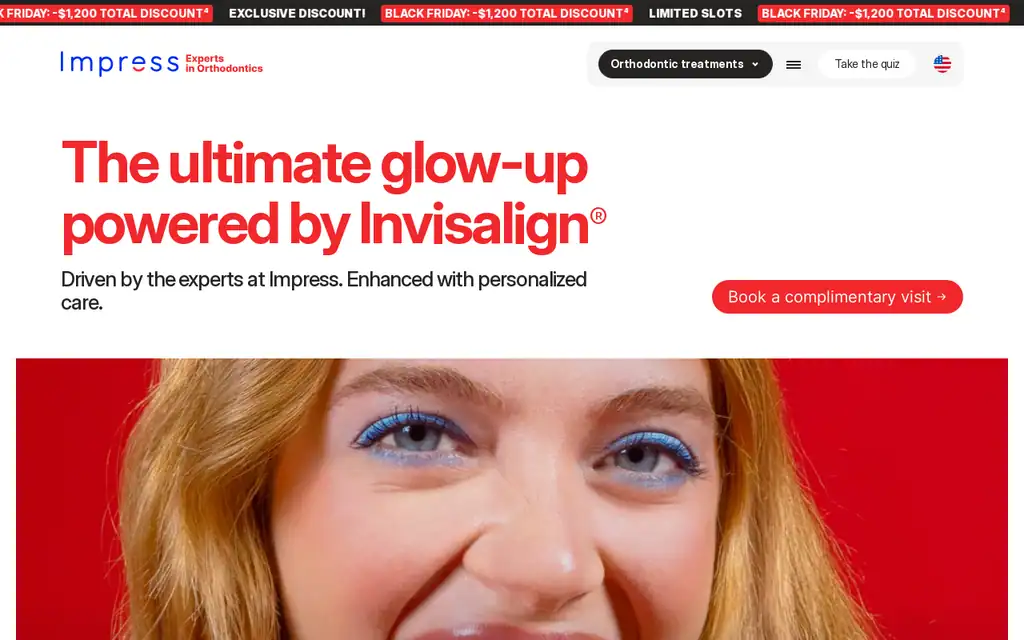 K FRIDAY: -$1,200 TOTAL DISCOUNT⁴ EXCLUSIVE DISCOUNT! BLACK FRIDAY: -$1,200 TOTAL DISCOUNT⁴ LIMITED SLOTS BLACK FRIDAY: -$1,200 TOTAL DISCOUNT⁴
Impress Experts
in Orthodontics
Orthodontic treatments
Take the quiz
The ultimate glow-up
powered by Invisalign®
Driven by the experts at Impress. Enhanced with personalized
care.
Book a complimentary visit →